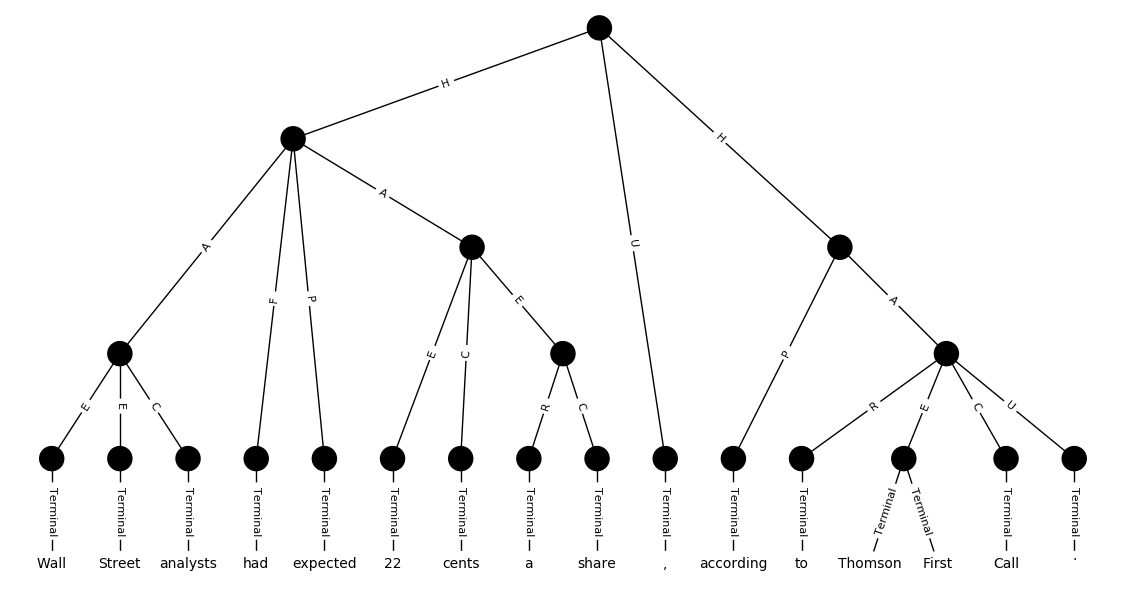 H
H
A
A
U
A
F
P
E
P
E
C
E
E
C
R
C
R
E
C
U
Terminal Terminal Terminal Terminal Terminal Terminal Terminal Terminal Terminal Terminal Terminal Terminal Terminal Terminal Terminal Terminal
Wall Street analysts had expected 22 cents a share , according to Thomson First Call .